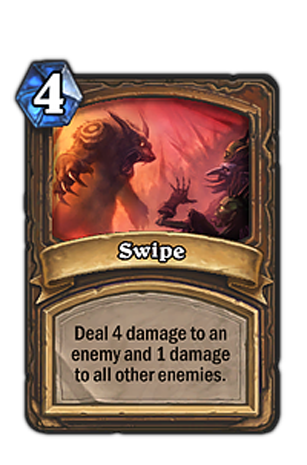 4
Swipe
Deal 4 damage to an
enemy and 1 damage
to all other enemies.